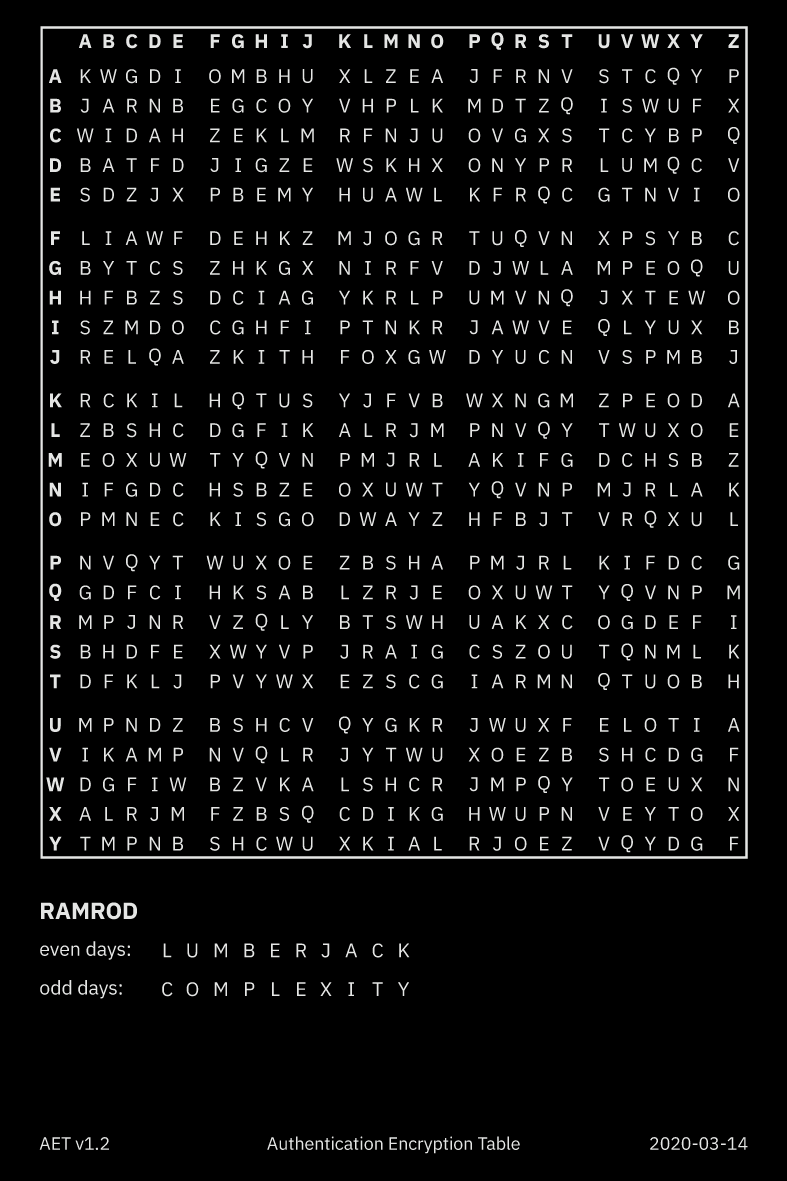 A B C D E F G H I J K L M N O P Q R S T U V W X Y Z
A K W G D I O M B H U X L Z E A J F R N V S T C Q Y P
B J A R N B E G C O Y V H P L K M D T Z Q I S W U F X
C W I D A H Z E K L M R F N J U O V G X S T C Y B P Q
D B A T F D J I G Z E W S K H X O N Y P R L U M Q C V
E S D Z J X P B E M Y H U A W L K F R Q C G T N V I O
F L I A W F D E H K Z M J O G R T U Q V N X P S Y B C
G B Y T C S Z H K G X N I R F V D J W L A M P E O Q U
H H F B Z S D C I A G Y K R L P U M V N Q J X T E W O
I S Z M D O C G H F I P T N K R J A W V E Q L Y U X B
J R E L Q A Z K I T H F O X G W D Y U C N V S P M B J
K R C K I L H Q T U S Y J F V B W X N G M Z P E O D A
L Z B S H C D G F I K A L R J M P N V Q Y T W U X O E
M E O X U W T Y Q V N P M J R L A K I F G D C H S B Z
N I F G D C H S B Z E O X U W T Y Q V N P M J R L A K
O P M N E C K I S G O D W A Y Z H F B J T V R Q X U L
P N V Q Y T W U X O E Z B S H A P M J R L K I F D C G
Q G D F C I H K S A B L Z R J E O X U W T Y Q V N P M
R M P J N R V Z Q L Y B T S W H U A K X C O G D E F I
S B H D F E X W Y V P J R A I G C S Z O U T Q N M L K
T D F K L J P V Y W X E Z S C G I A R M N Q T U O B H
U M P N D Z B S H C V Q Y G K R J W U X F E L O T I A
V I K A M P N V Q L R J Y T W U X O E Z B S H C D G F
W D G F I W B Z V K A L S H C R J M P Q Y T O E U X N
X A L R J M F Z B S Q C D I K G H W U P N V E Y T O X
Y T M P N B S H C W U X K I A L R J O E Z V Q Y D G F
RAMROD
even days: L U M B E R J A C K
odd days: C O M P L E X I T Y
AET v1.2 Authentication Encryption Table 2020-03-14